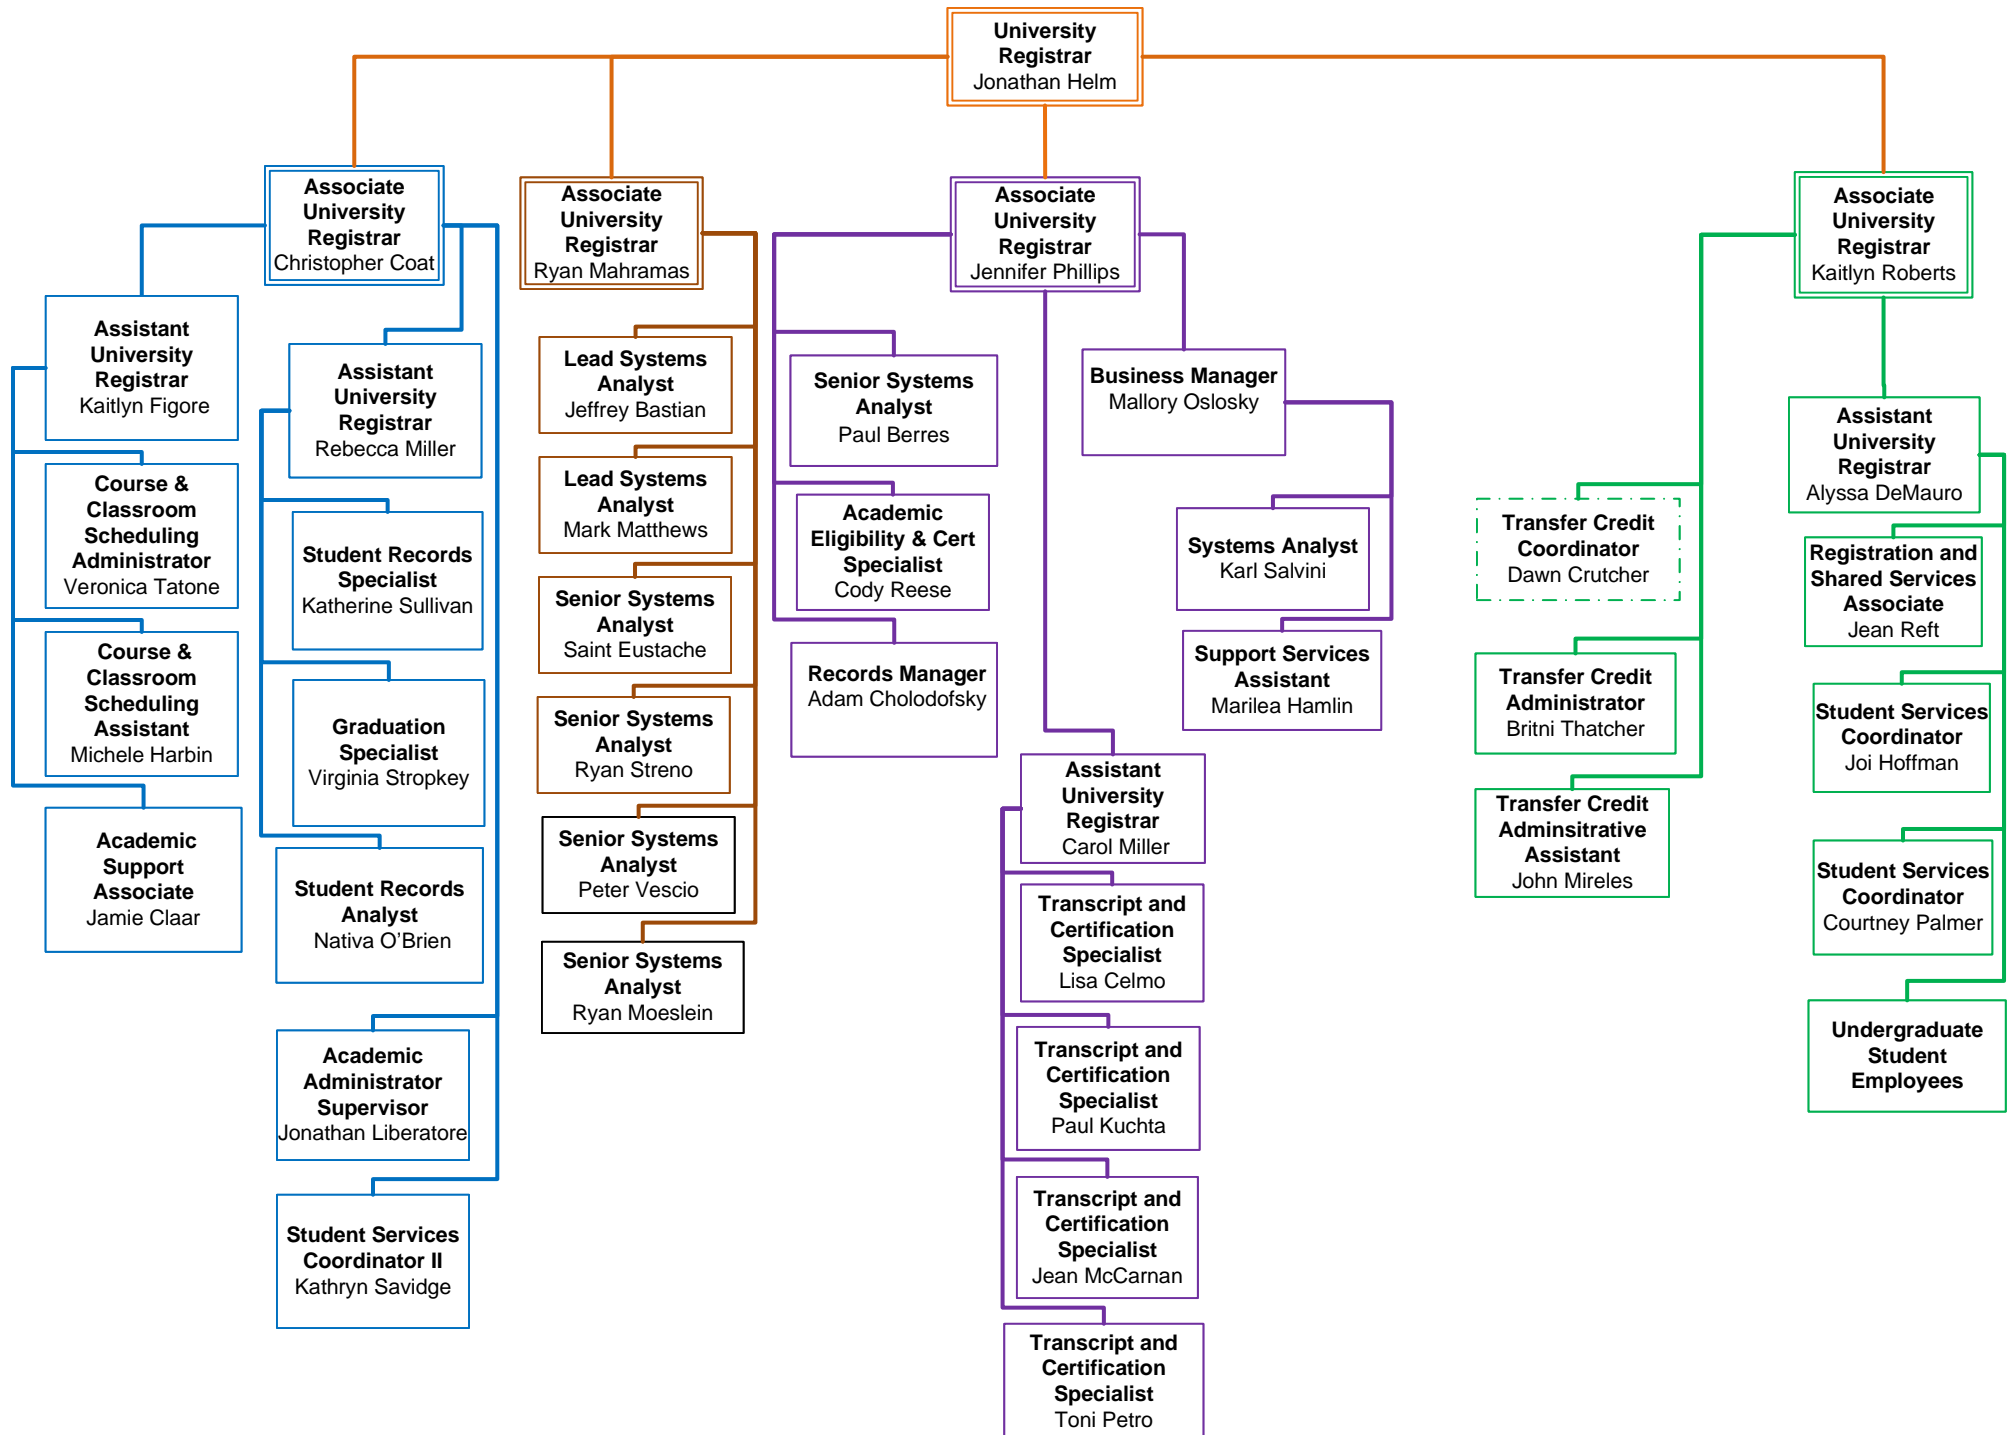 University
Registrar
Jonathan Helm
Associate
University
Registrar
Christopher Coat
Assistant
University
Registrar
Kaitlyn Figore
Course &
Classroom
Scheduling
Administrator
Veronica Tatone
Course &
Classroom
Scheduling
Assistant
Michele Harbin
Academic
Support
Associate
Jamie Claar
Assistant
University
Registrar
Rebecca Miller
Student Records
Specialist
Katherine Sullivan
Graduation
Specialist
Virginia Stropkey
Student Records
Analyst
Nativa O’Brien
Academic
Administrator
Supervisor
Jonathan Liberatore
Student Services
Coordinator II
Kathryn Savidge
Associate
University
Registrar
Ryan Mahramas
Lead Systems
Analyst
Jeffrey Bastian
Lead Systems
Analyst
Mark Matthews
Senior Systems
Analyst
Saint Eustache
Senior Systems
Analyst
Ryan Streno
Senior Systems
Analyst
Peter Vescio
Senior Systems
Analyst
Ryan Moeslein
Associate
University
Registrar
Jennifer Phillips
Senior Systems
Analyst
Paul Berres
Academic
Eligibility & Cert
Specialist
Cody Reese
Records Manager
Adam Cholodofsky
Business Manager
Mallory Oslosky
Systems Analyst
Karl Salvini
Support Services
Assistant
Marilea Hamlin
Assistant
University
Registrar
Carol Miller
Transcript and
Certification
Specialist
Lisa Celmo
Transcript and
Certification
Specialist
Paul Kuchta
Transcript and
Certification
Specialist
Jean McCarnan
Transcript and
Certification
Specialist
Toni Petro
Associate
University
Registrar
Kaitlyn Roberts
Transfer Credit
Coordinator
Dawn Crutcher
Transfer Credit
Administrator
Britni Thatcher
Transfer Credit
Adminsitrative
Assistant
John Mireles
Assistant
University
Registrar
Alyssa DeMauro
Registration and
Shared Services
Associate
Jean Reft
Student Services
Coordinator
Joi Hoffman
Student Services
Coordinator
Courtney Palmer
Undergraduate
Student
Employees